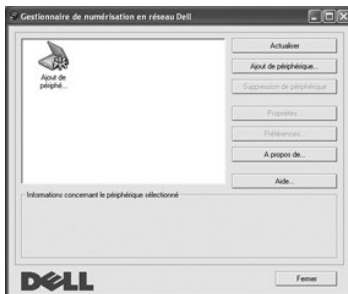 Gestionnaire de numérisation en réseau Dell
Ajout de
périphé...
Actualiser
Ajout de périphérique...
Suppression de périphérique
Propriétés...
Préférences...
A propos de...
Aide...
Informations concernant le périphérique sélectionné
DELL
Fermer